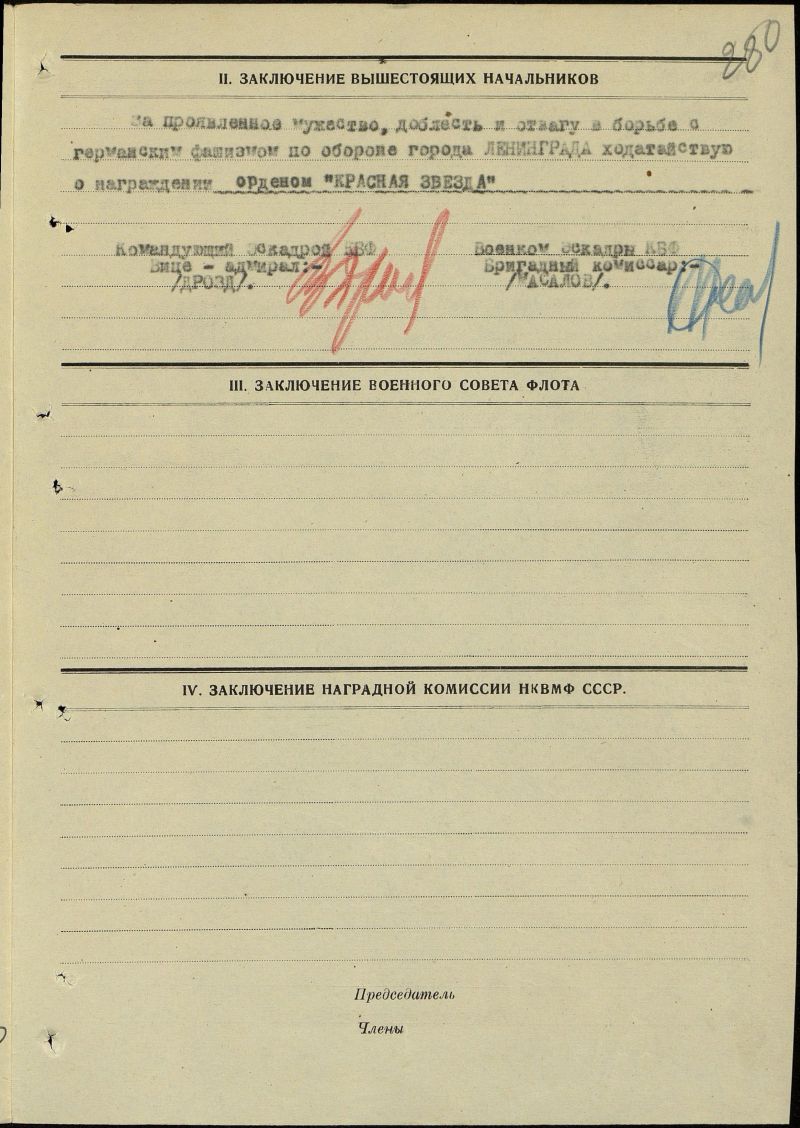 280
II. ЗАКЛЮЧЕНИЕ ВЫШЕСТОЯЩИХ НАЧАЛЬНИКОВ
За проявленное мужество, доблесть и отвагу в борьбе с
германским фашизмом по обороне города ЛЕНИНГРАДА ходатайствую
о награждении орденом "КРАСНАЯ ЗВЕЗДА"
Командующий Эскадрой КБФ Военком Эскадры КБФ
Вице - адмирал:- Бригадный комиссар:-
/ДРОЗД/. /МАСАЛОВ/.
III. ЗАКЛЮЧЕНИЕ ВОЕННОГО СОВЕТА ФЛОТА
IV. ЗАКЛЮЧЕНИЕ НАГРАДНОЙ КОМИССИИ НКВМФ СССР.
Председатель
Члены